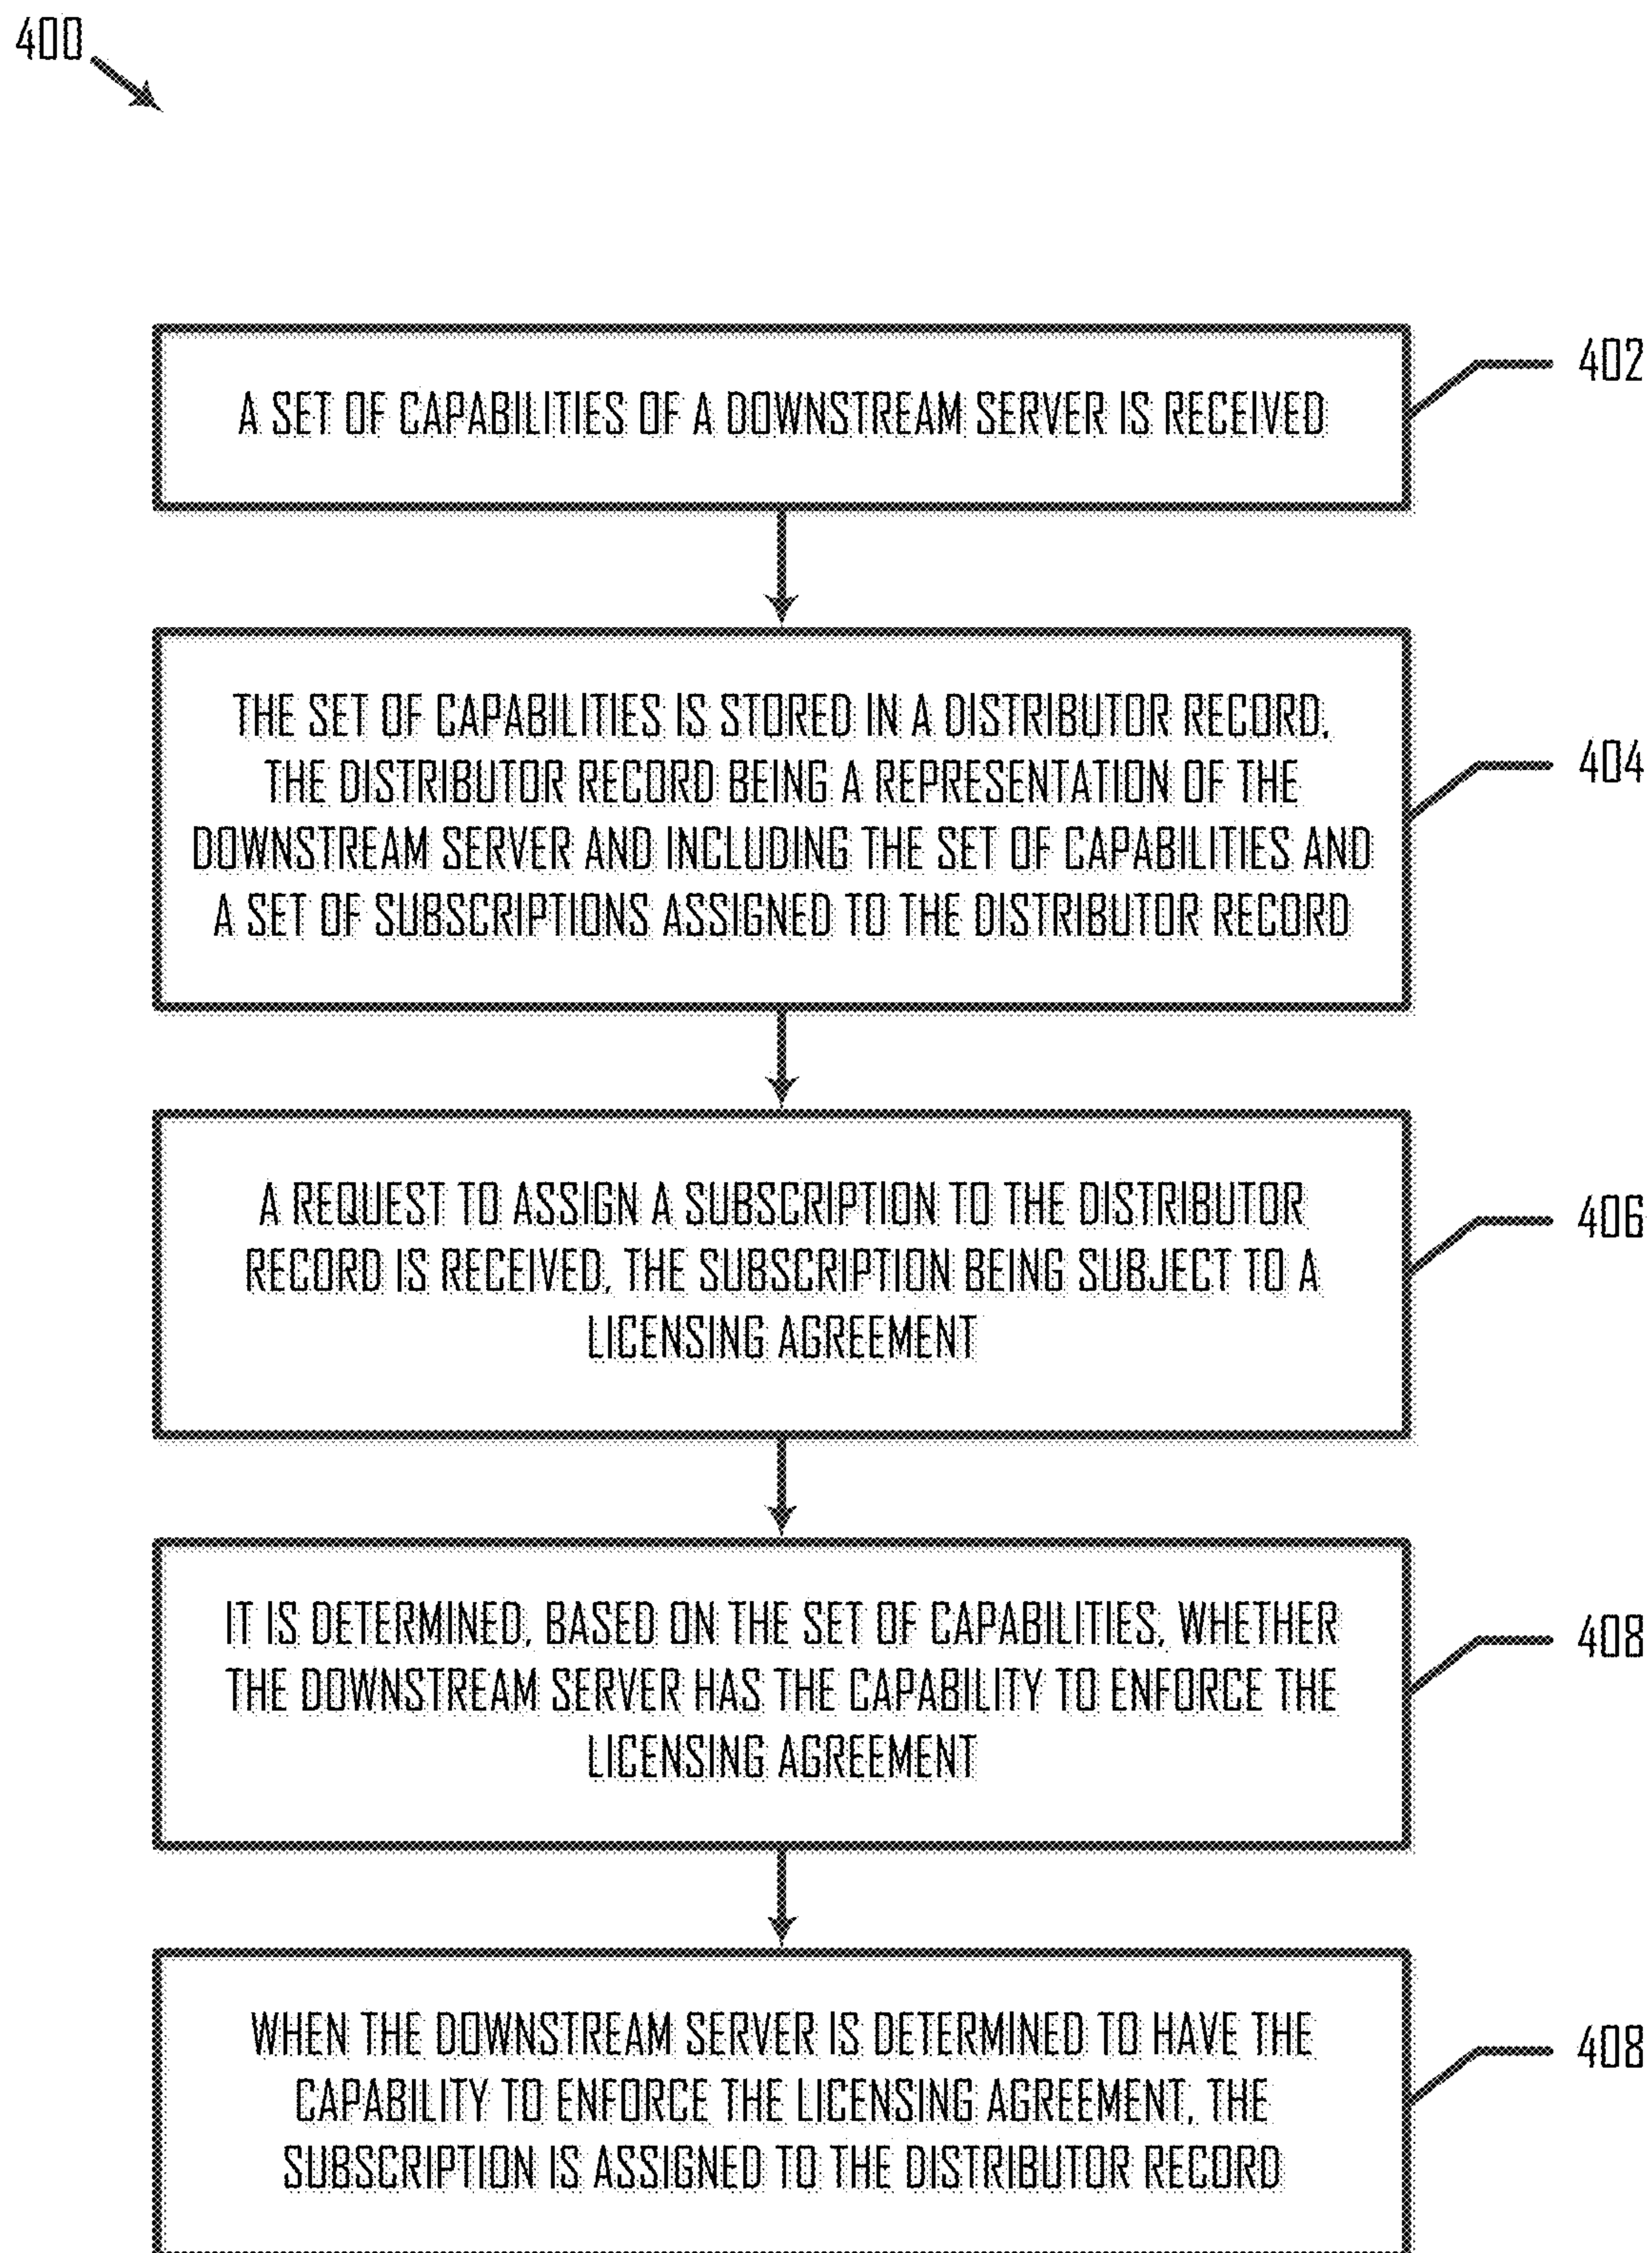 400
A SET OF CAPABILITIES OF A DOWNSTREAM SERVER IS RECEIVED
402
THE SET OF CAPABILITIES IS STORED IN A DISTRIBUTOR RECORD,
THE DISTRIBUTOR RECORD BEING A REPRESENTATION OF THE
DOWNSTREAM SERVER AND INCLUDING THE SET OF CAPABILITIES AND
A SET OF SUBSCRIPTIONS ASSIGNED TO THE DISTRIBUTOR RECORD
404
A REQUEST TO ASSIGN A SUBSCRIPTION TO THE DISTRIBUTOR
RECORD IS RECEIVED, THE SUBSCRIPTION BEING SUBJECT TO A
LICENSING AGREEMENT
406
IT IS DETERMINED, BASED ON THE SET OF CAPABILITIES, WHETHER
THE DOWNSTREAM SERVER HAS THE CAPABILITY TO ENFORCE THE
LICENSING AGREEMENT
408
WHEN THE DOWNSTREAM SERVER IS DETERMINED TO HAVE THE
CAPABILITY TO ENFORCE THE LICENSING AGREEMENT, THE
SUBSCRIPTION IS ASSIGNED TO THE DISTRIBUTOR RECORD
408